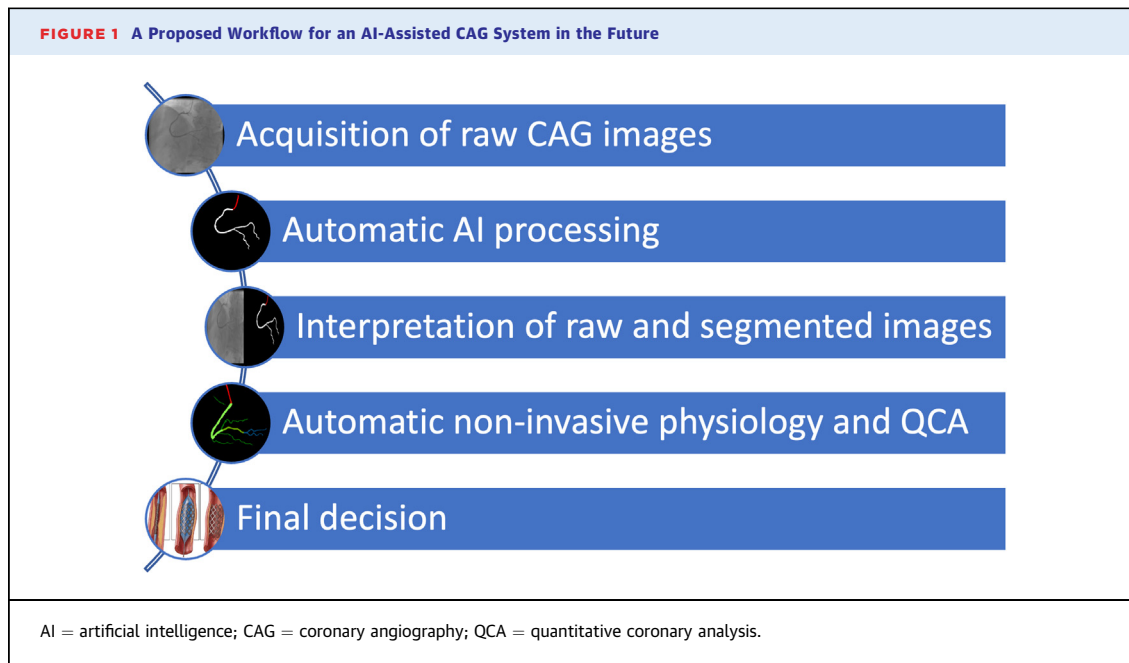 FIGURE 1 A Proposed Workflow for an AI-Assisted CAG System in the Future
Acquisition of raw CAG images
Automatic AI processing
Interpretation of raw and segmented images
Automatic non-invasive physiology and QCA
Final decision
AI = artificial intelligence; CAG = coronary angiography; QCA = quantitative coronary analysis.